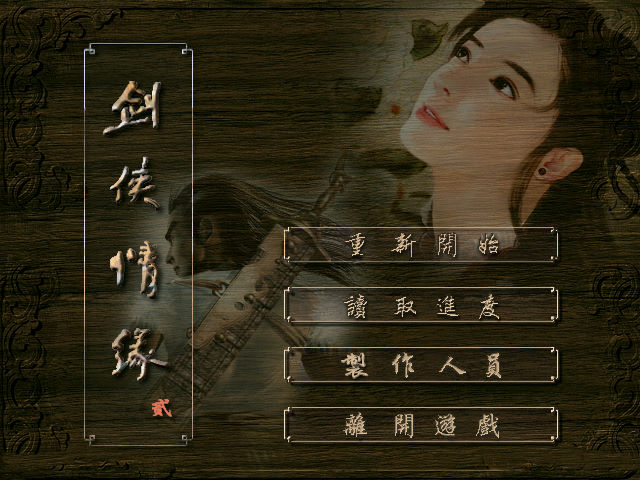 劍俠情緣
貳
重新開始
讀取進度
製作人員
離開遊戲